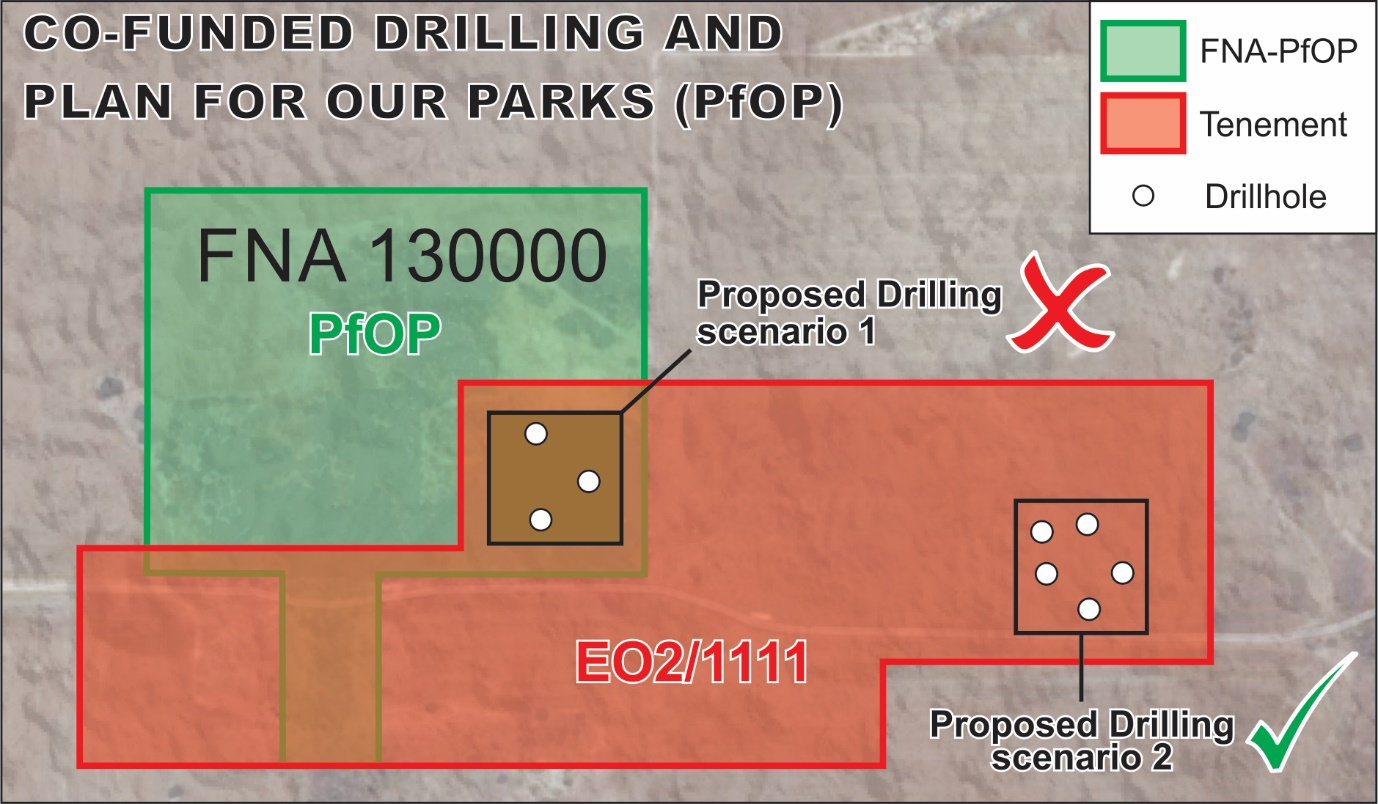 CO-FUNDED DRILLING AND
PLAN FOR OUR PARKS (PfOP)
FNA-PfOP
Tenement
Drillhole
FNA 130000
PfOP
Proposed Drilling
scenario 1
EO2/1111
Proposed Drilling
scenario 2